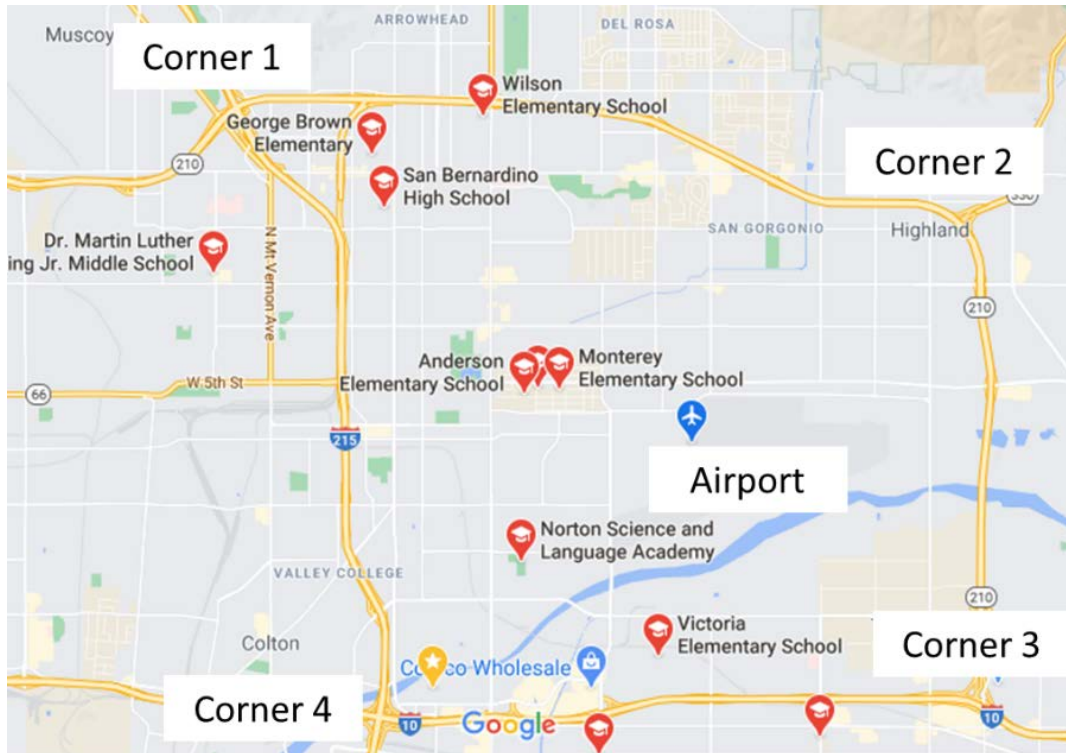 ARROWHEAD
DEL ROSA
Muscoy
Corner 1
Wilson
Elementary School
George Brown
Elementary
210
Corner 2
San Bernardino
High School
330
SAN GORGONIO
Highland
Dr. Martin Luther
ing Jr. Middle School
N Mt Vernon Ave
210
Anderson
Elementary School
Monterey
Elementary School
W 5th St
66
215
Airport
Norton Science and
Language Academy
VALLEY COLLEGE
210
Victoria
Elementary School
Colton
Corner 3
Co co Wholesale
Corner 4
10
Google
10